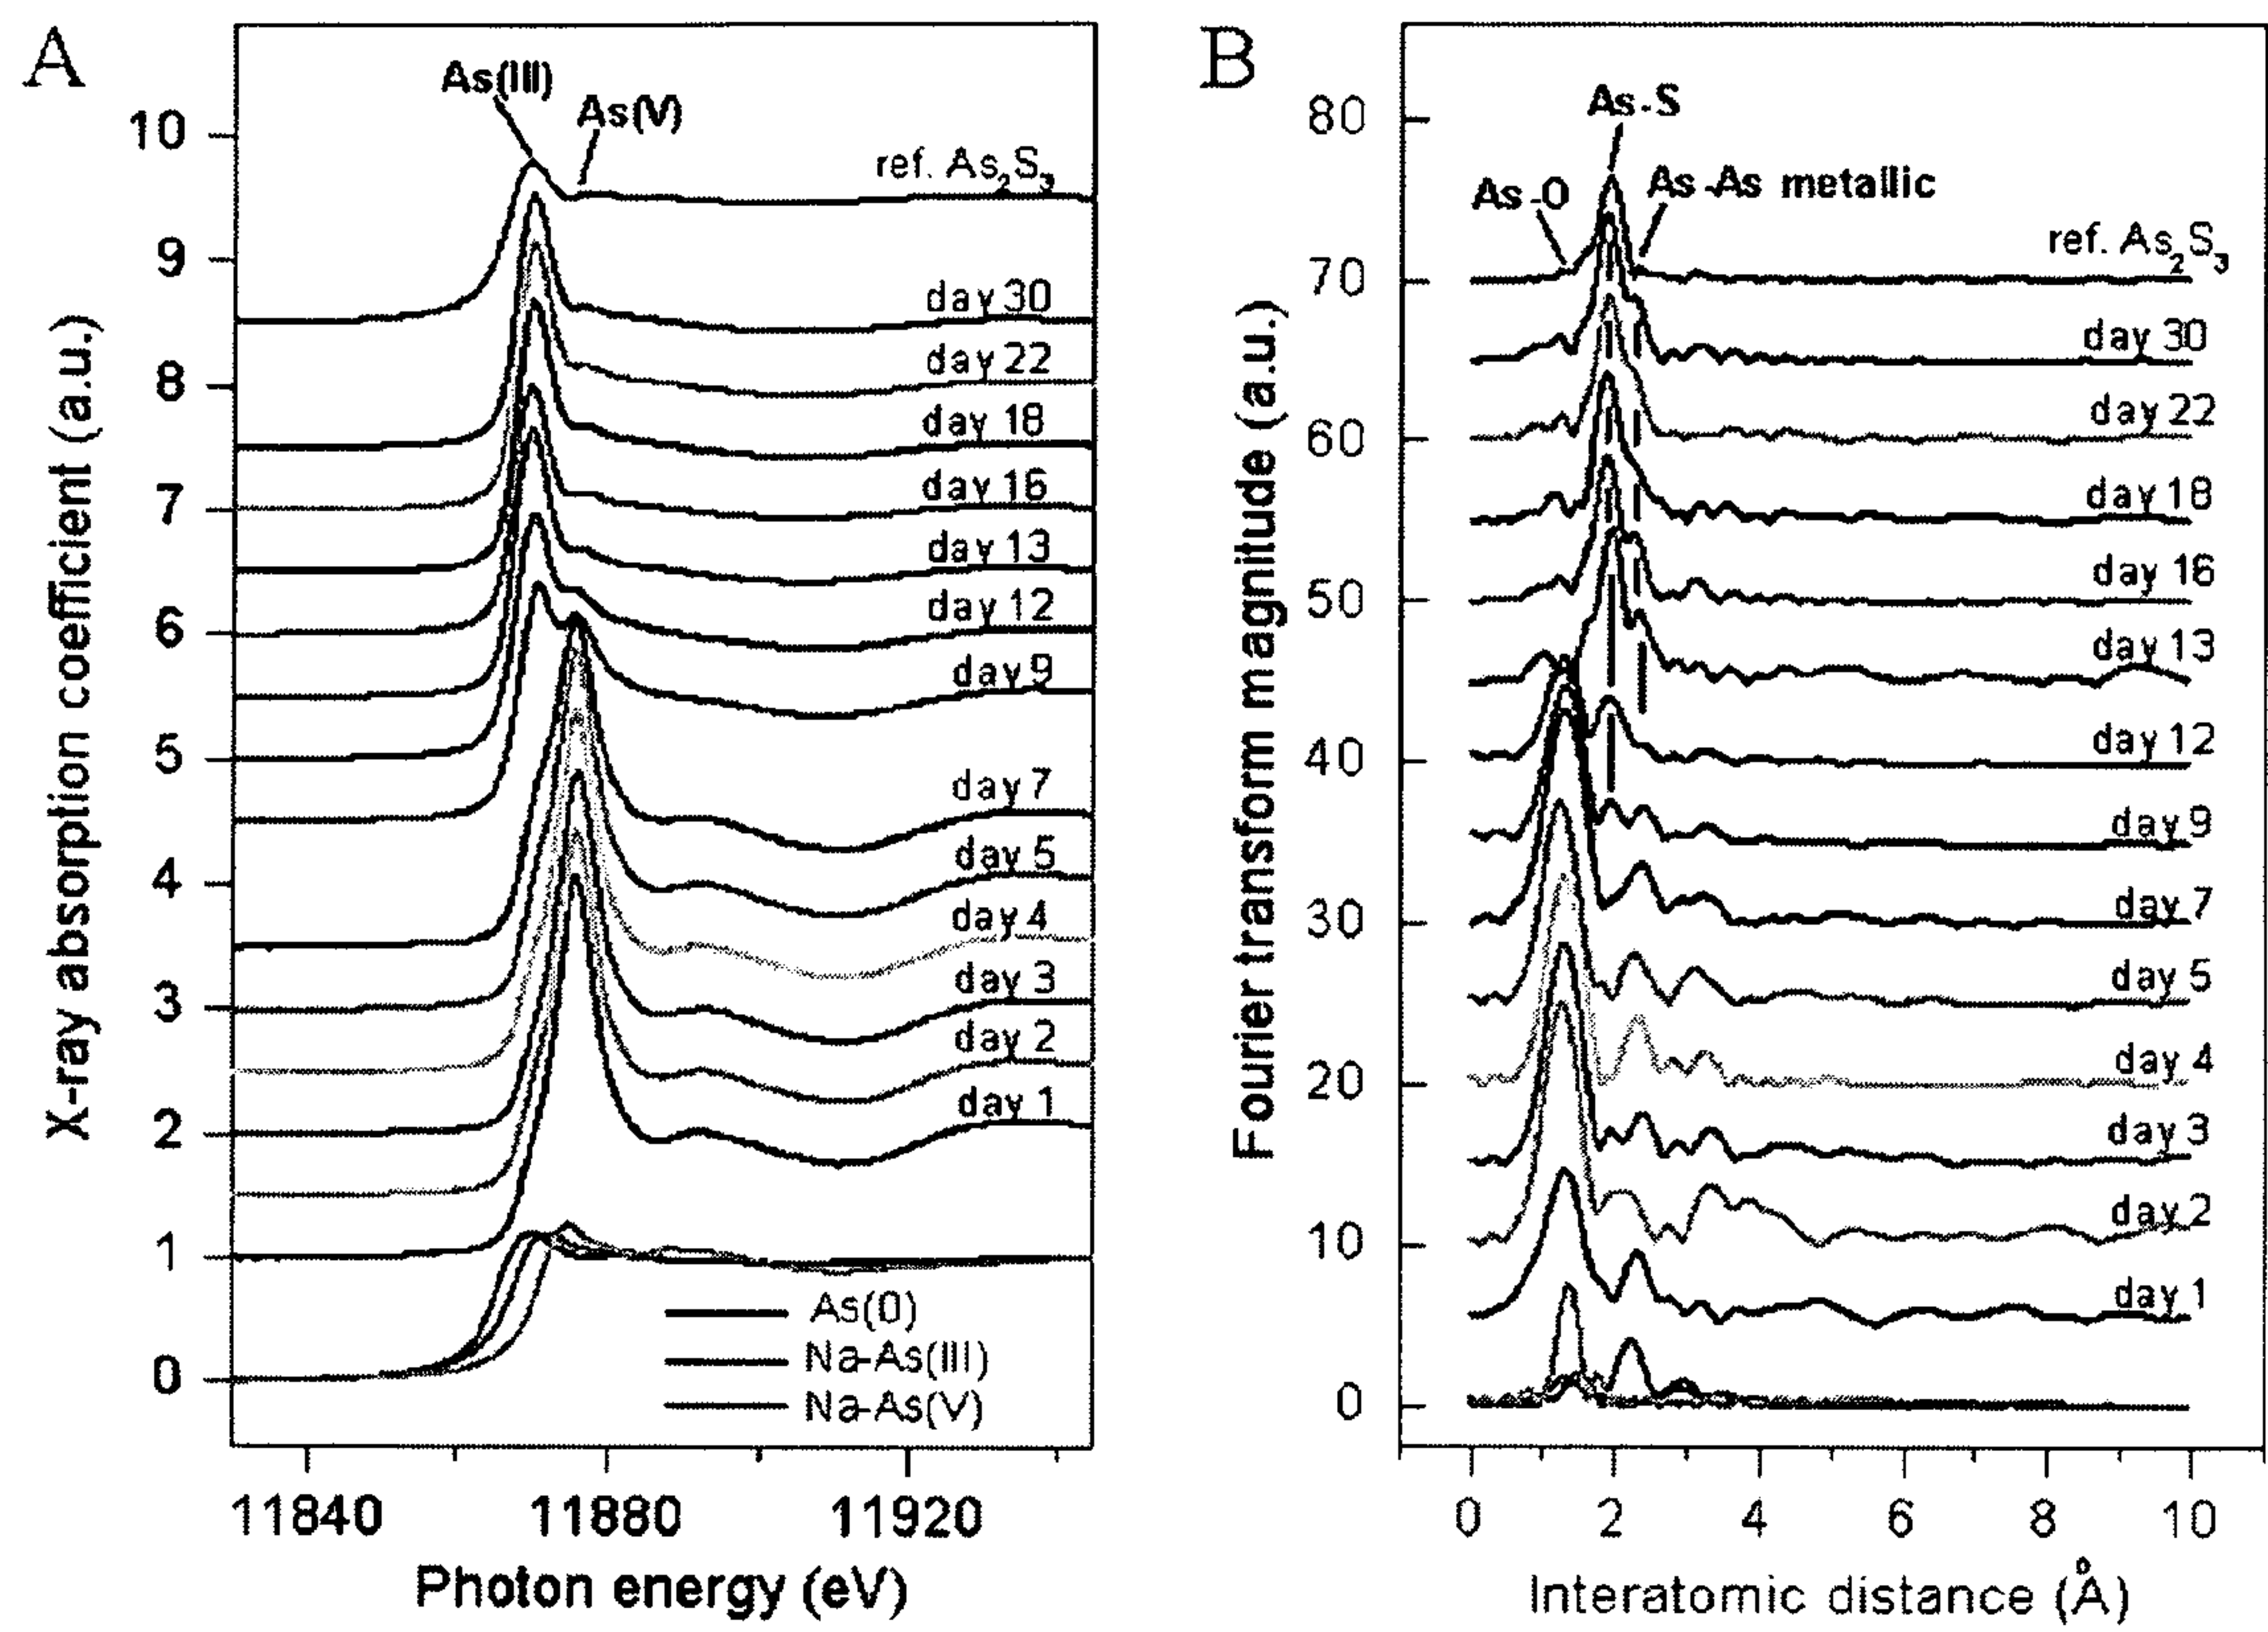 A
As(III)
As(V)
ref. As2S3
day 30
day 22
day 18
day 16
day 13
day 12
day 9
day 7
day 5
day 4
day 3
day 2
day 1
As(0)
Na-As(III)
Na-As(V)
10
9
8
7
6
5
4
3
2
1
0
X-ray absorption coefficient (a.u.)
11840 11880 11920
Photon energy (eV)
B
As-S
As-O
As-As metallic
ref. As2S3
day 30
day 22
day 18
day 16
day 13
day 12
day 9
day 7
day 5
day 4
day 3
day 2
day 1
80
70
60
50
40
30
20
10
0
Fourier transform magnitude (a.u.)
0 2 4 6 8 10
Interatomic distance (Å)